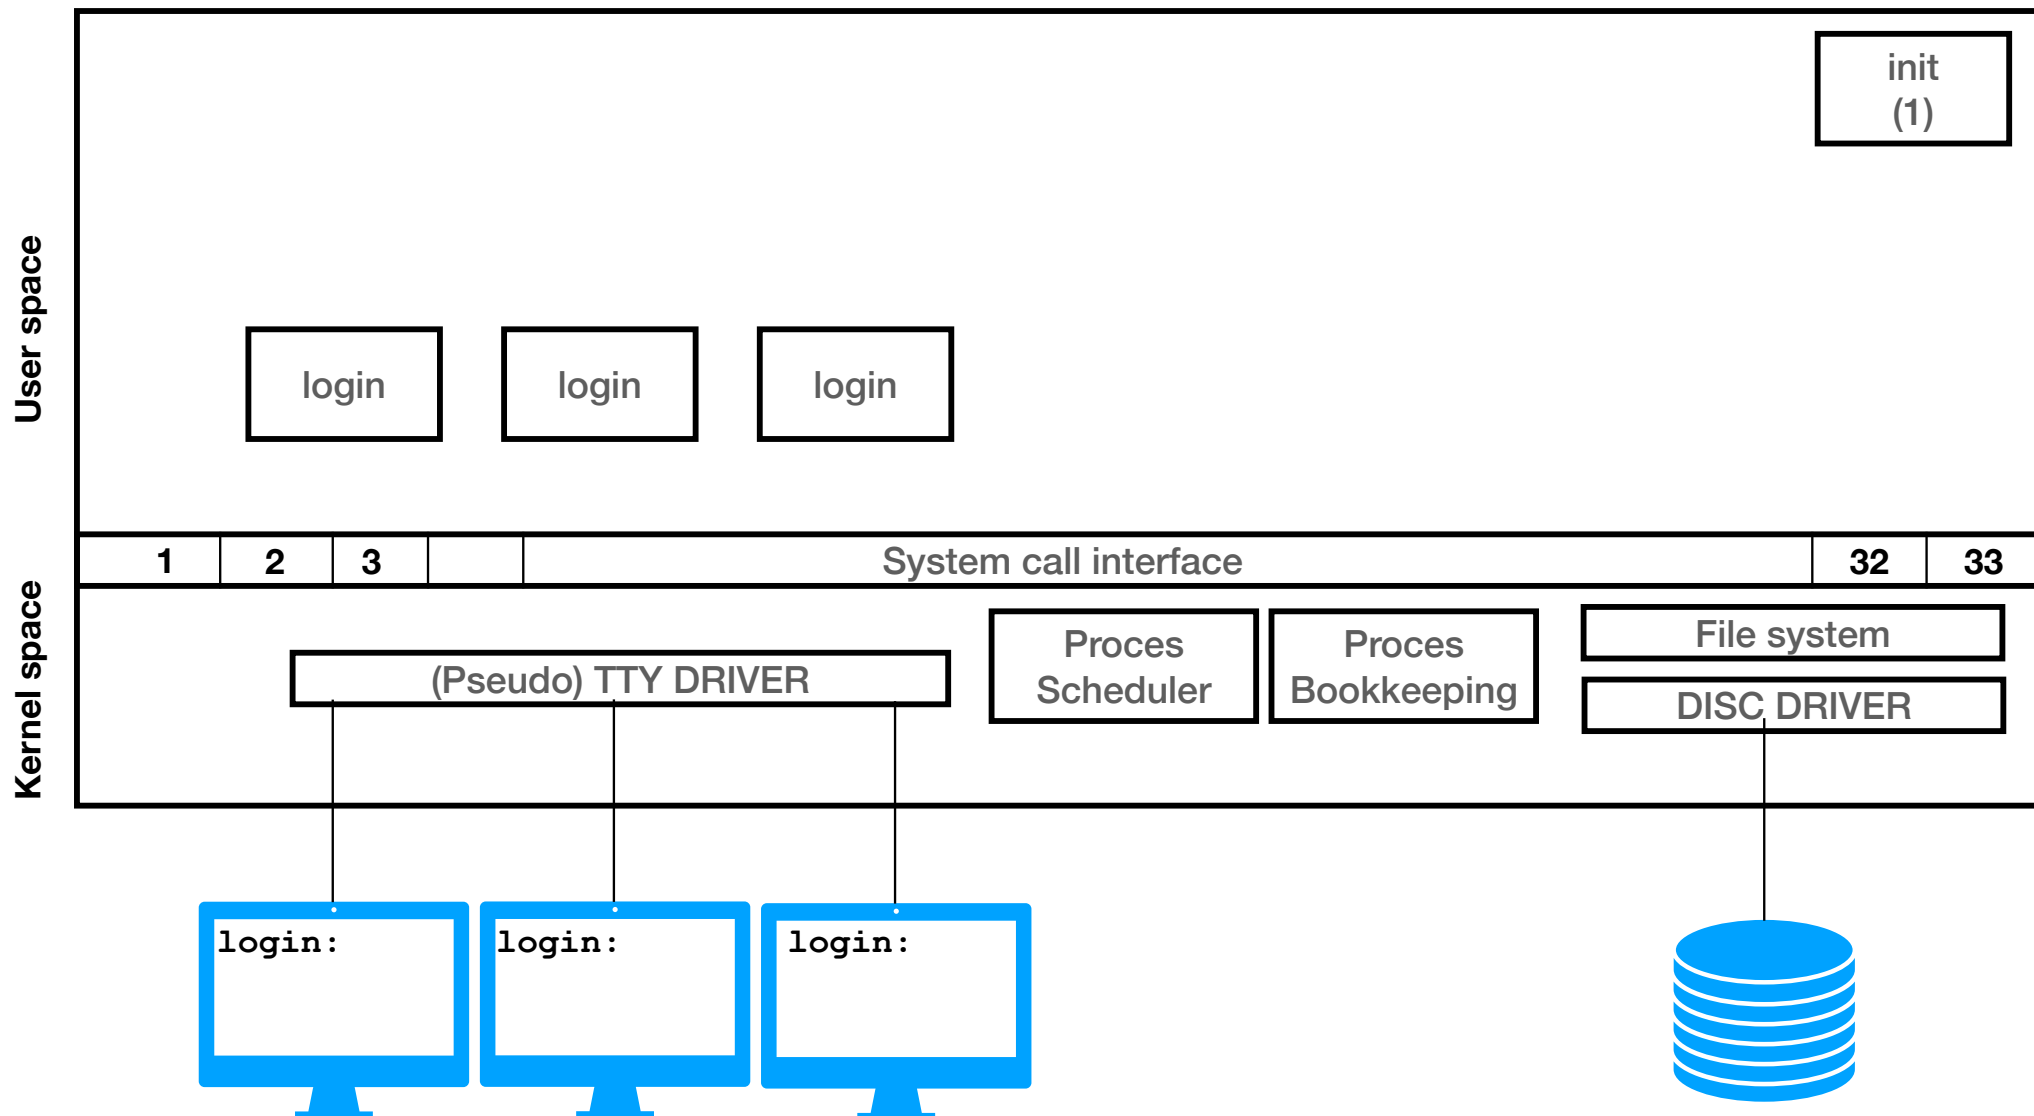 init
(1)
User space
login
login
login
1 2 3 System call interface 32 33
Kernel space
(Pseudo) TTY DRIVER
Proces
Scheduler
Proces
Bookkeeping
File system
DISC DRIVER
login:
login:
login: